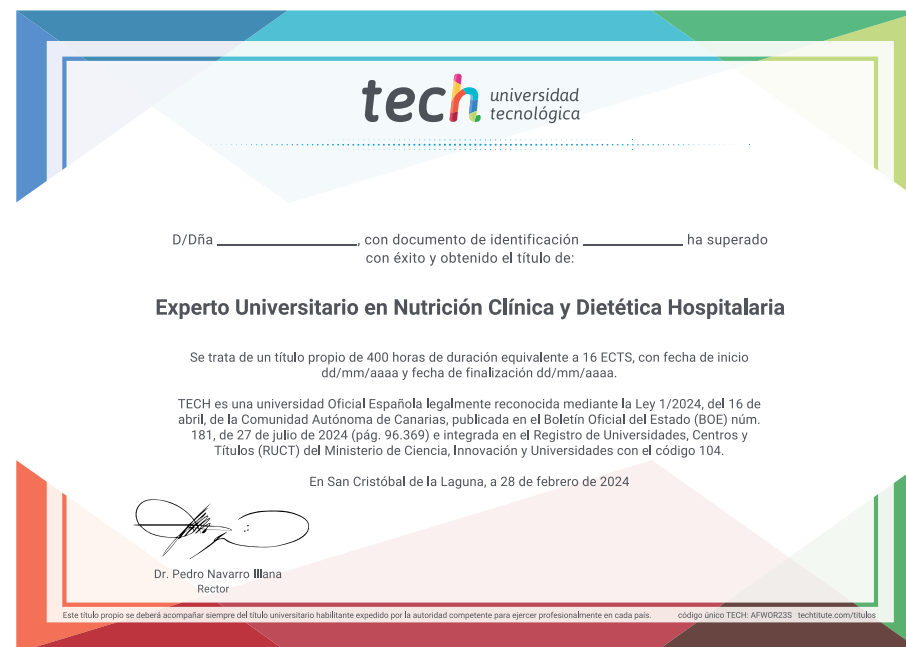 tech universidad
tecnológica
D/Dña ____________________, con documento de identificación ______________ ha superado
con éxito y obtenido el título de:
Experto Universitario en Nutrición Clínica y Dietética Hospitalaria
Se trata de un título propio de 400 horas de duración equivalente a 16 ECTS, con fecha de inicio
dd/mm/aaaa y fecha de finalización dd/mm/aaaa.
TECH es una universidad Oficial Española legalmente reconocida mediante la Ley 1/2024, del 16 de
abril, de la Comunidad Autónoma de Canarias, publicada en el Boletín Oficial del Estado (BOE) núm.
181, de 27 de julio de 2024 (pág. 96.369) e integrada en el Registro de Universidades, Centros y
Títulos (RUCT) del Ministerio de Ciencia, Innovación y Universidades con el código 104.
En San Cristóbal de la Laguna, a 28 de febrero de 2024
Dr. Pedro Navarro Illana
Rector
Este título propio se deberá acompañar siempre del título universitario habilitante expedido por la autoridad competente para ejercer profesionalmente en cada país. código único TECH: AFWOR23S techtitute.com/titulos